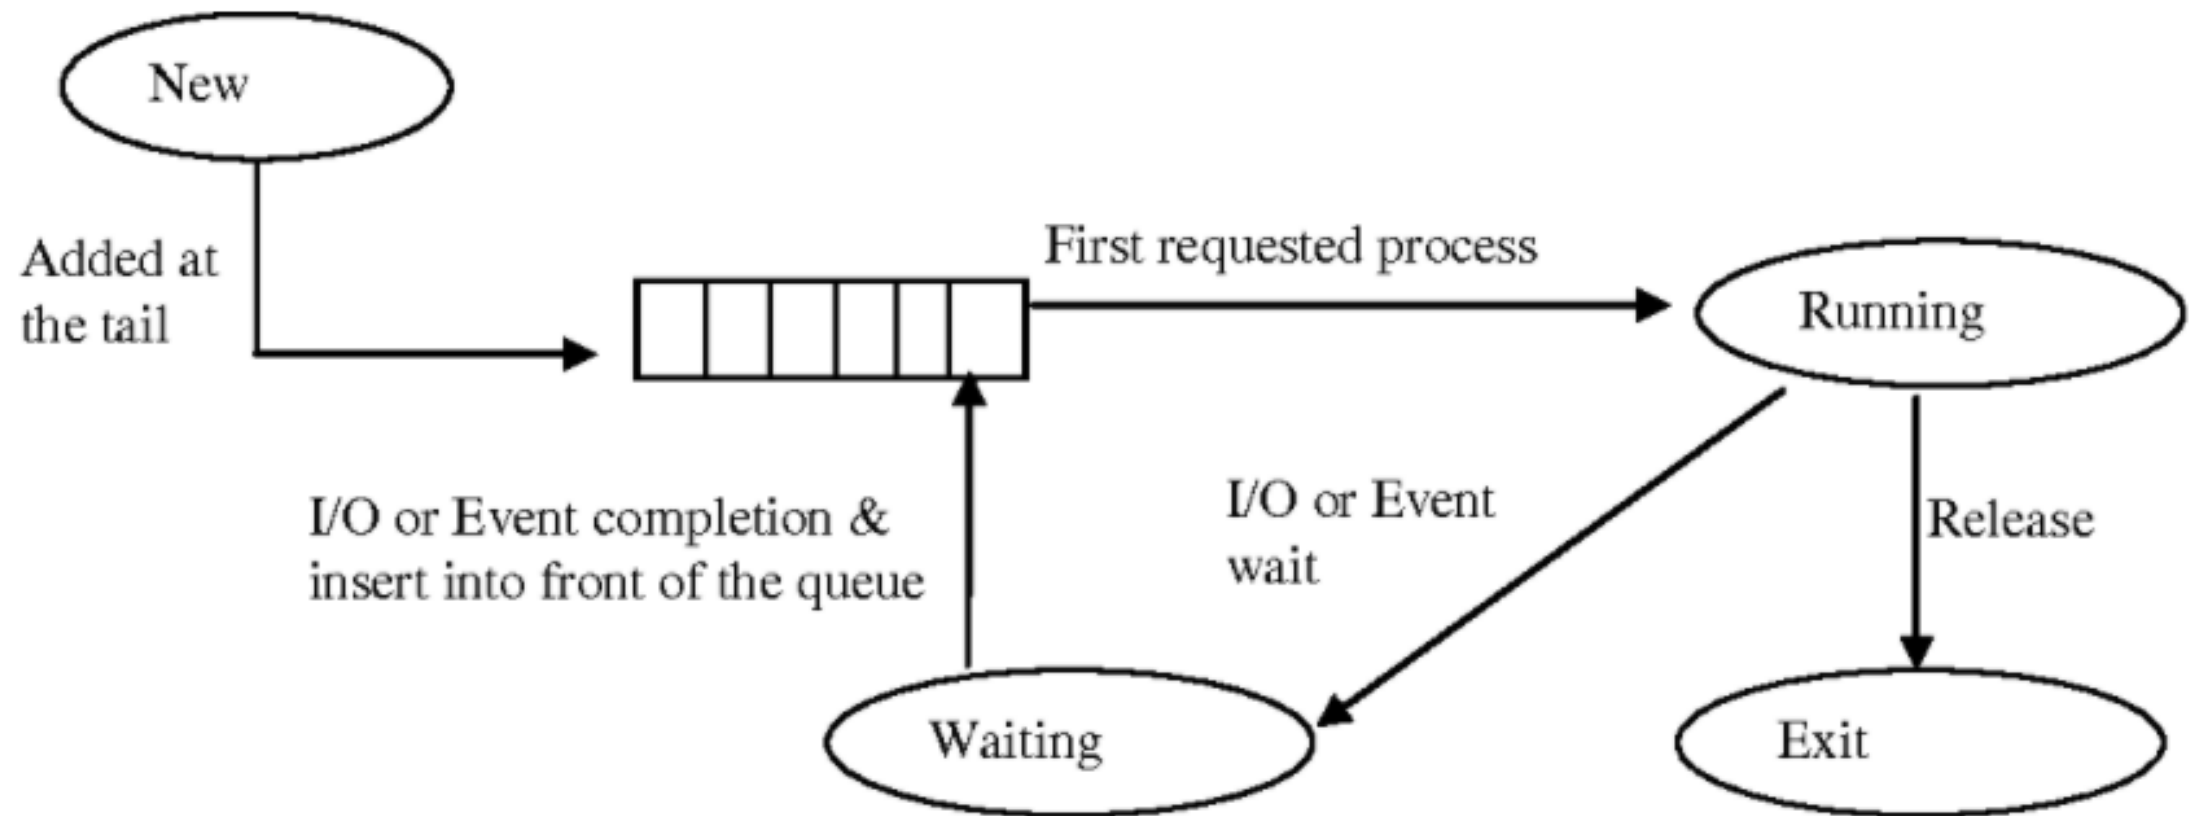 New
Added at
the tail
First requested process
Running
I/O or Event completion &
insert into front of the queue
I/O or Event
wait
Release
Waiting
Exit